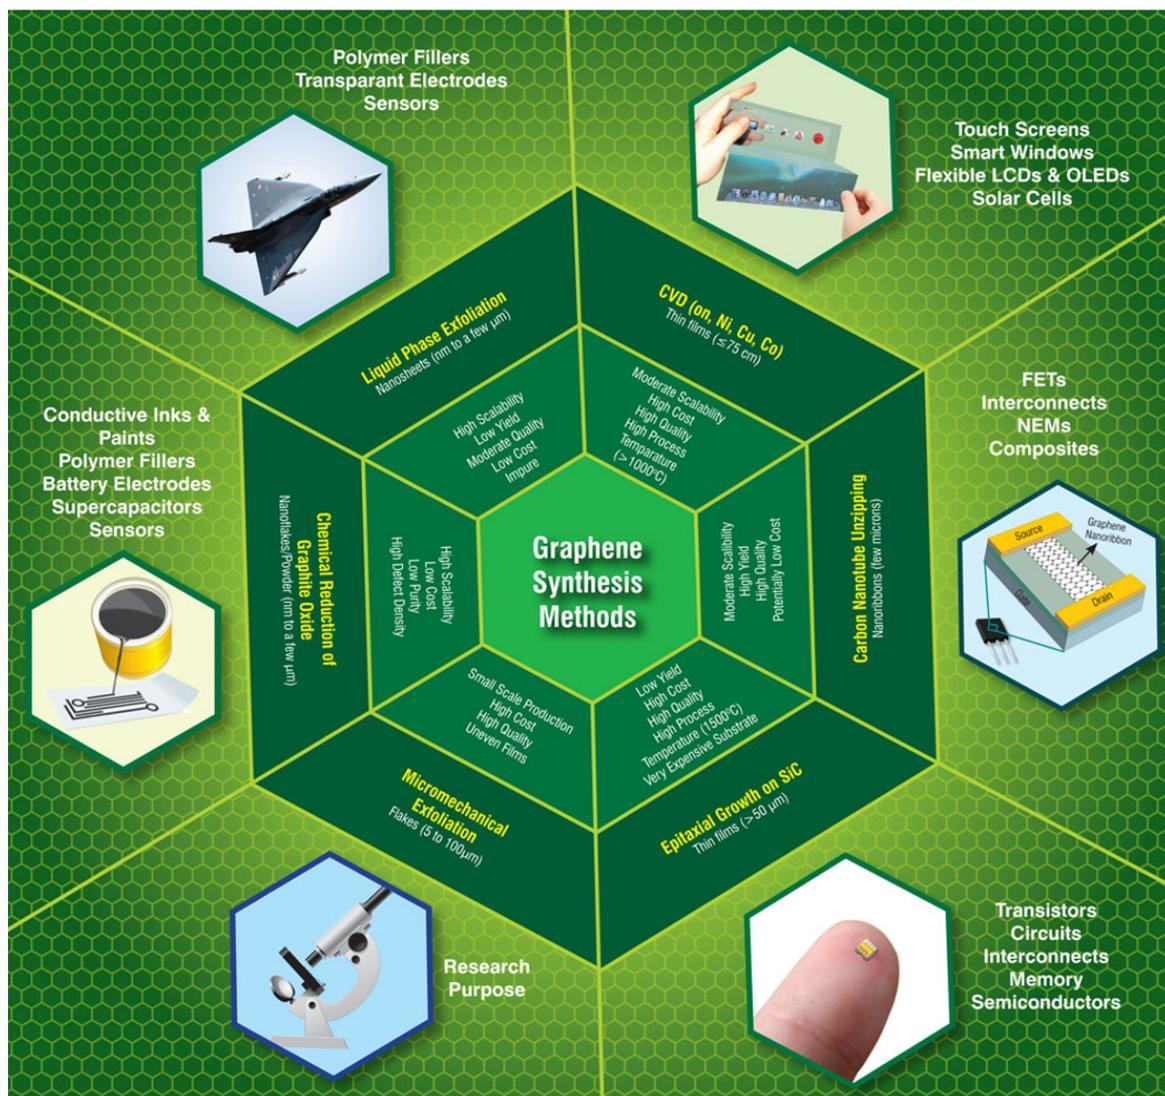 Polymer Fillers
Transparant Electrodes
Sensors
Touch Screens
Smart Windows
Flexible LCDs & OLEDs
Solar Cells
Liquid Phase Exfoliation
Nanosheets (nm to a few µm)
High Scalability
Low Yield
Moderate Quality
Low Cost
Impure
CVD (on, Ni, Cu, Co)
Thin films (≤75 cm)
Moderate Scalability
High Cost
High Quality
High Process
Temparature
(>1000ºC)
Conductive Inks &
Paints
Polymer Fillers
Battery Electrodes
Supercapacitors
Sensors
Chemical Reduction of
Graphite Oxide
Nanoflakes/Powder (nm to a few µm)
High Scalability
Low Cost
Low Purity
High Defect Density
Graphene
Synthesis
Methods
Moderate Scalibility
High Yield
High Quality
Potentially Low Cost
Carbon Nanotube Unzipping
Nanoribbons (few microns)
FETs
Interconnects
NEMs
Composites
Source
Graphene
Nanoribbon
Gate
Drain
Small Scale Production
High Cost
High Quality
Uneven Films
Micromechanical
Exfoliation
Flakes (5 to 100µm)
Low Yield
High Cost
High Quality
High Process
Temperature (1500ºC)
Very Expensive Substrate
Epitaxial Growth on SiC
Thin films (>50 µm)
Research
Purpose
Transistors
Circuits
Interconnects
Memory
Semiconductors